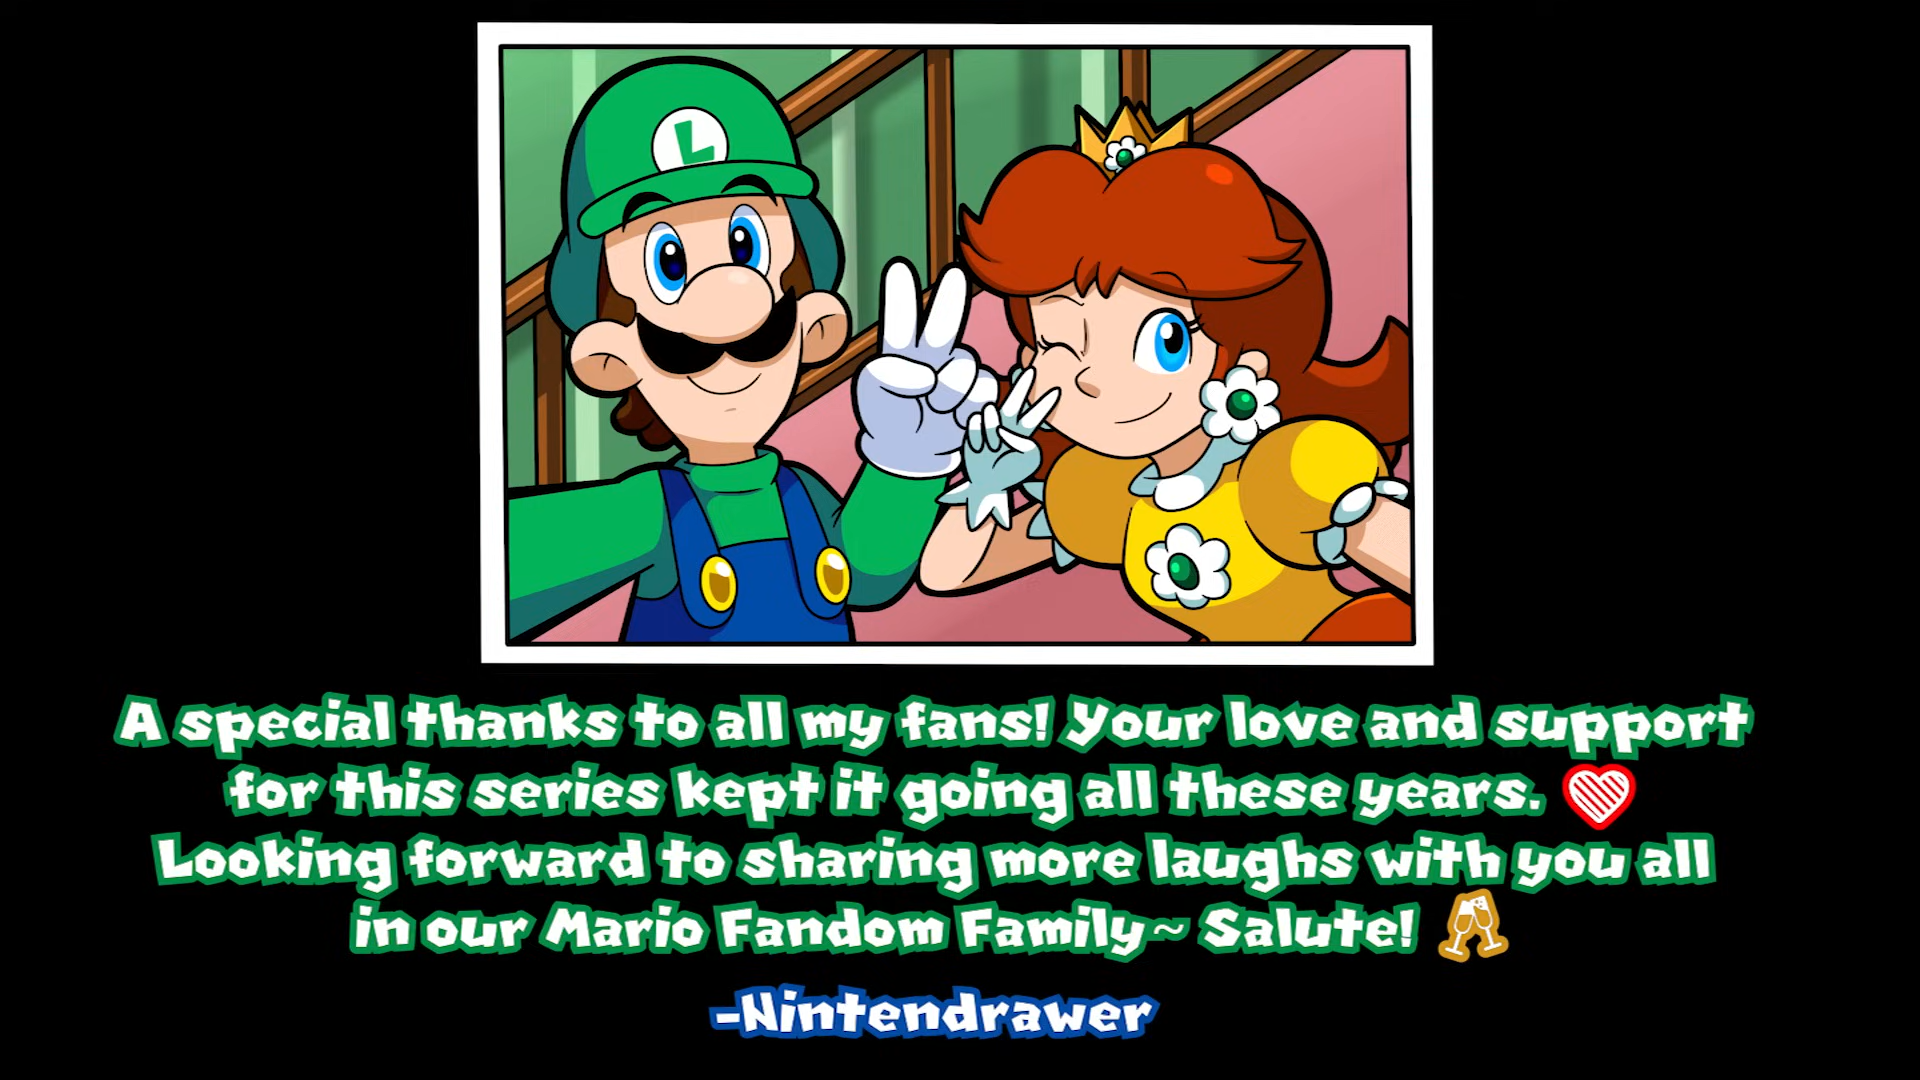 L
A special thanks to all my fans! Your love and support
for this series kept it going all these years. ❤
Looking forward to sharing more laughs with you all
in our Mario Fandom Family~ Salute! 🥂
-Nintendrawer